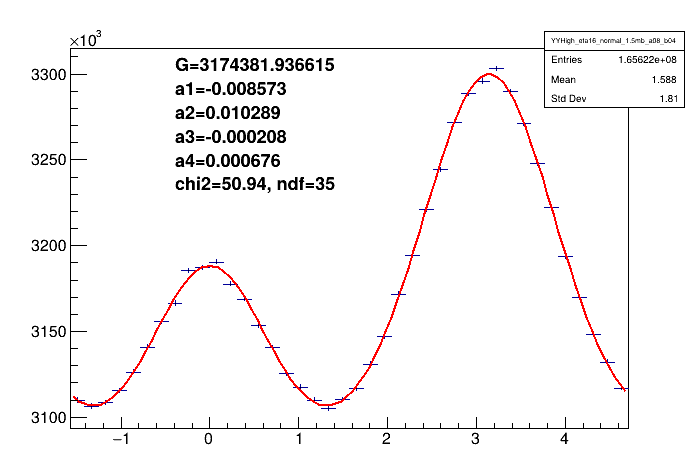 ×10³
YYHigh_eta16_normal_1.5mb_a08_b04
Entries 1.65622e+08
Mean 1.588
Std Dev 1.81
G=3174381.936615
a1=-0.008573
a2=0.010289
a3=-0.000208
a4=0.000676
chi2=50.94, ndf=35
3300
3250
3200
3150
3100
−1 0 1 2 3 4